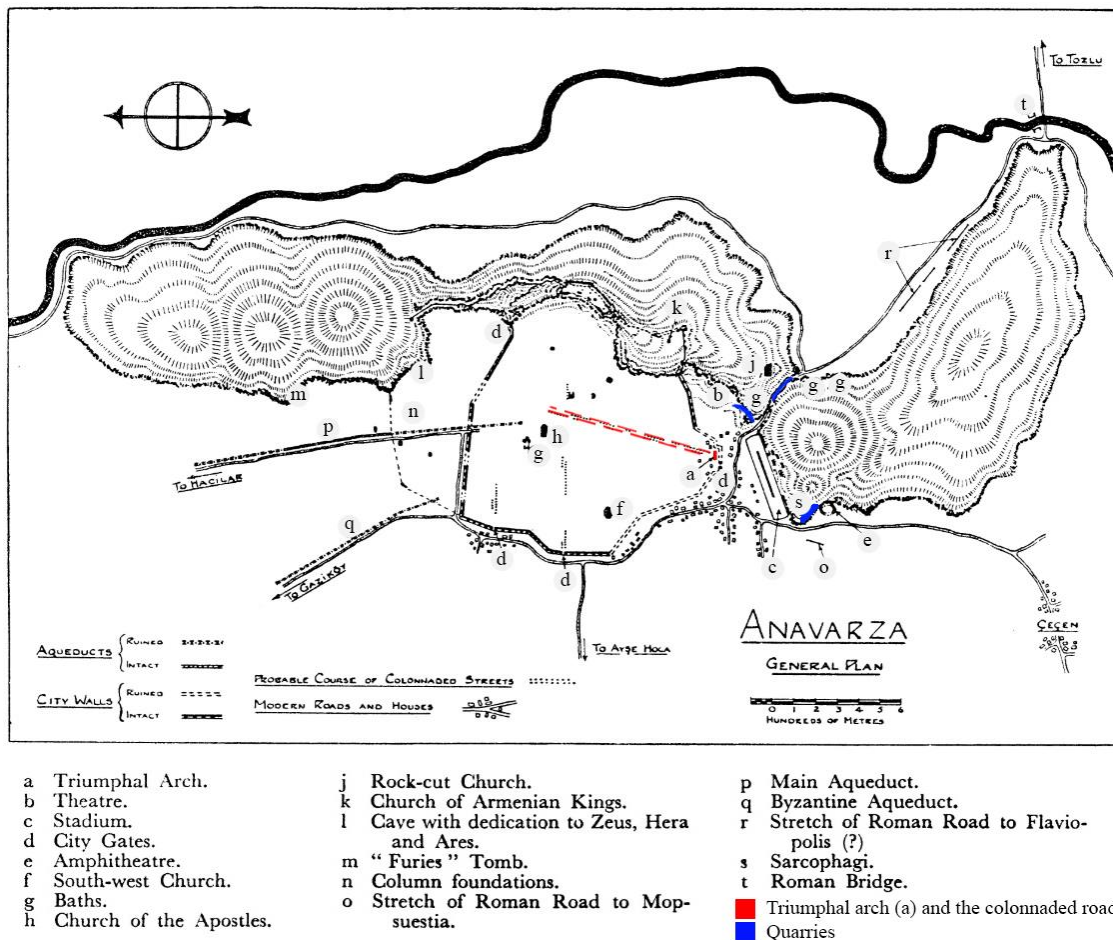 TO TOZLU
t
r
k
d
l
j
g
g
g
m
b
n
p
h
g
a
d
TO HACILAR
s
f
q
e
d
d
c
o
TO GAZIKÖY
ANAVARZA
GENERAL PLAN
ÇEÇEN
AQUEDUCTS
RUINED
INTACT
TO AYŞE HOCA
CITY WALLS
RUINED
INTACT
PROBABLE COURSE OF COLONNADED STREETS
MODERN ROADS AND HOUSES
0 1 2 3 4 5 6
HUNDREDS OF METRES
a Triumphal Arch.
b Theatre.
c Stadium.
d City Gates.
e Amphitheatre.
f South-west Church.
g Baths.
h Church of the Apostles.
j Rock-cut Church.
k Church of Armenian Kings.
l Cave with dedication to Zeus, Hera
and Ares.
m “ Furies ” Tomb.
n Column foundations.
o Stretch of Roman Road to Mop-
suestia.
p Main Aqueduct.
q Byzantine Aqueduct.
r Stretch of Roman Road to Flavio-
polis (?)
s Sarcophagi.
t Roman Bridge.
Triumphal arch (a) and the colonnaded road
Quarries